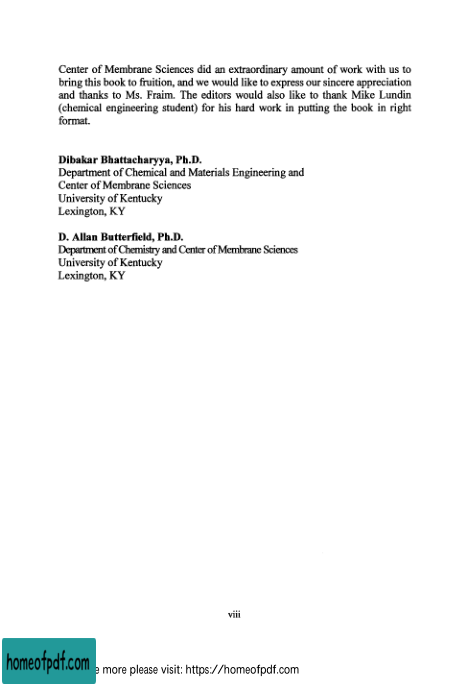 Center of Membrane Sciences did an extraordinary amount of work with us to
bring this book to fruition, and we would like to express our sincere appreciation
and thanks to Ms. Fraim. The editors would also like to thank Mike Lundin
(chemical engineering student) for his hard work in putting the book in right
format.
Dibakar Bhattacharyya, Ph.D.
Department of Chemical and Materials Engineering and
Center of Membrane Sciences
University of Kentucky
Lexington, KY
D. Allan Butterfield, Ph.D.
Department of Chemistry and Center of Membrane Sciences
University of Kentucky
Lexington, KY
viii
homeofpdf.com
e more please visit: https://homeofpdf.com